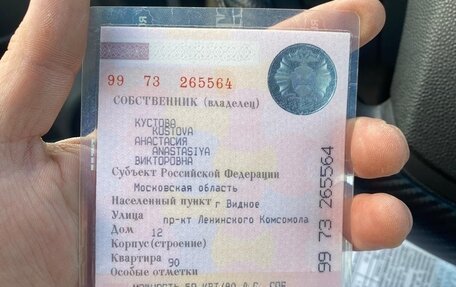 99 73 265564
СОБСТВЕННИК (владелец)
КУСТОВА
KOSTOVA
АНАСТАСИЯ
ANASTASIYA
ВИКТОРОВНА
Субъект Российской Федерации
Московская область
Населенный пункт г Видное
Улица пр-кт Ленинского Комсомола
Дом 12
Корпус (строение)
Квартира 90
Особые отметки
99 73 265564